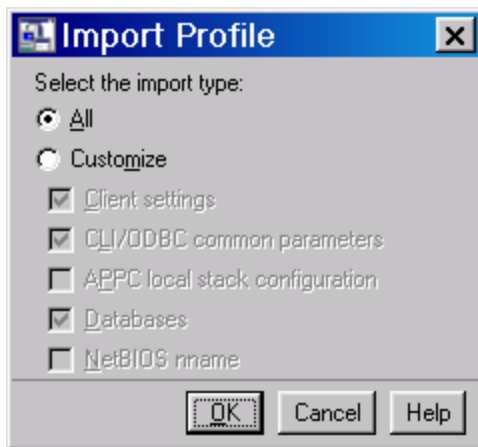 Import Profile
Select the import type:
All
Customize
Client settings
CLI/ODBC common parameters
APPC local stack configuration
Databases
NetBIOS nname
OK Cancel Help